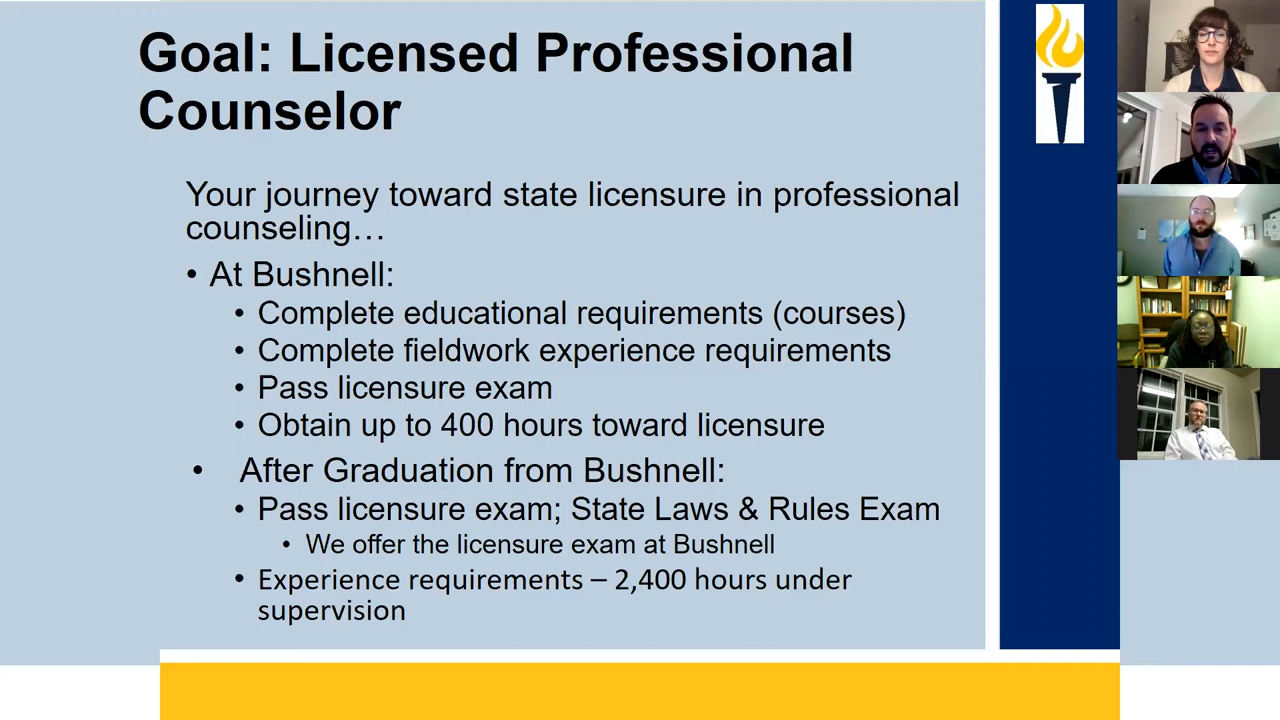 Goal: Licensed Professional
Counselor
Your journey toward state licensure in professional
counseling…
• At Bushnell:
• Complete educational requirements (courses)
• Complete fieldwork experience requirements
• Pass licensure exam
• Obtain up to 400 hours toward licensure
• After Graduation from Bushnell:
• Pass licensure exam; State Laws & Rules Exam
• We offer the licensure exam at Bushnell
• Experience requirements – 2,400 hours under
supervision